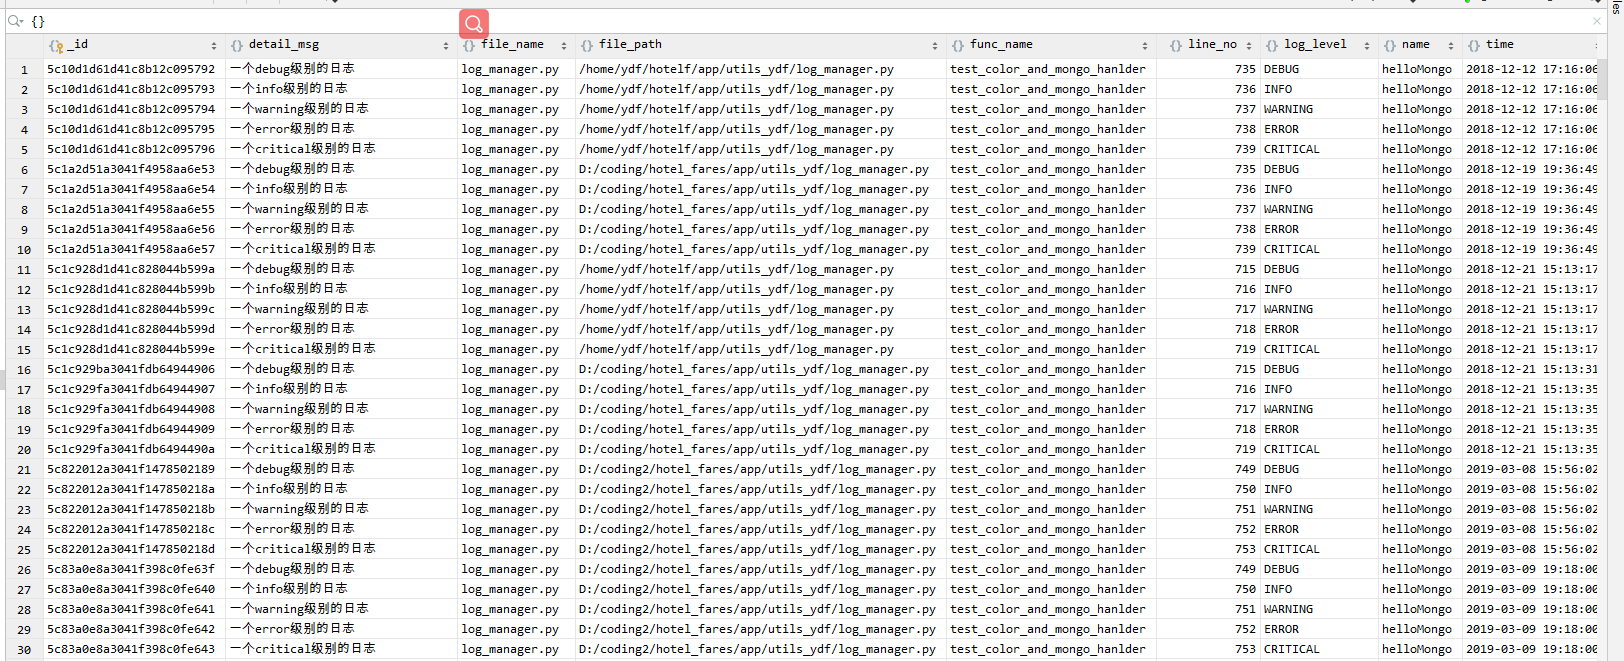 les
{}
_id detail_msg file_name file_path func_name line_no log_level name time
1 5c10d1d61d41c8b12c095792 一个debug级别的日志 log_manager.py /home/ydf/hotelf/app/utils_ydf/log_manager.py test_color_and_mongo_hanlder 735 DEBUG helloMongo 2018-12-12 17:16:06
2 5c10d1d61d41c8b12c095793 一个info级别的日志 log_manager.py /home/ydf/hotelf/app/utils_ydf/log_manager.py test_color_and_mongo_hanlder 736 INFO helloMongo 2018-12-12 17:16:06
3 5c10d1d61d41c8b12c095794 一个warning级别的日志 log_manager.py /home/ydf/hotelf/app/utils_ydf/log_manager.py test_color_and_mongo_hanlder 737 WARNING helloMongo 2018-12-12 17:16:06
4 5c10d1d61d41c8b12c095795 一个error级别的日志 log_manager.py /home/ydf/hotelf/app/utils_ydf/log_manager.py test_color_and_mongo_hanlder 738 ERROR helloMongo 2018-12-12 17:16:06
5 5c10d1d61d41c8b12c095796 一个critical级别的日志 log_manager.py /home/ydf/hotelf/app/utils_ydf/log_manager.py test_color_and_mongo_hanlder 739 CRITICAL helloMongo 2018-12-12 17:16:06
6 5c1a2d51a3041f4958aa6e53 一个debug级别的日志 log_manager.py D:/coding/hotel_fares/app/utils_ydf/log_manager.py test_color_and_mongo_hanlder 735 DEBUG helloMongo 2018-12-19 19:36:49
7 5c1a2d51a3041f4958aa6e54 一个info级别的日志 log_manager.py D:/coding/hotel_fares/app/utils_ydf/log_manager.py test_color_and_mongo_hanlder 736 INFO helloMongo 2018-12-19 19:36:49
8 5c1a2d51a3041f4958aa6e55 一个warning级别的日志 log_manager.py D:/coding/hotel_fares/app/utils_ydf/log_manager.py test_color_and_mongo_hanlder 737 WARNING helloMongo 2018-12-19 19:36:49
9 5c1a2d51a3041f4958aa6e56 一个error级别的日志 log_manager.py D:/coding/hotel_fares/app/utils_ydf/log_manager.py test_color_and_mongo_hanlder 738 ERROR helloMongo 2018-12-19 19:36:49
10 5c1a2d51a3041f4958aa6e57 一个critical级别的日志 log_manager.py D:/coding/hotel_fares/app/utils_ydf/log_manager.py test_color_and_mongo_hanlder 739 CRITICAL helloMongo 2018-12-19 19:36:49
11 5c1c928d1d41c828044b599a 一个debug级别的日志 log_manager.py /home/ydf/hotelf/app/utils_ydf/log_manager.py test_color_and_mongo_hanlder 715 DEBUG helloMongo 2018-12-21 15:13:17
12 5c1c928d1d41c828044b599b 一个info级别的日志 log_manager.py /home/ydf/hotelf/app/utils_ydf/log_manager.py test_color_and_mongo_hanlder 716 INFO helloMongo 2018-12-21 15:13:17
13 5c1c928d1d41c828044b599c 一个warning级别的日志 log_manager.py /home/ydf/hotelf/app/utils_ydf/log_manager.py test_color_and_mongo_hanlder 717 WARNING helloMongo 2018-12-21 15:13:17
14 5c1c928d1d41c828044b599d 一个error级别的日志 log_manager.py /home/ydf/hotelf/app/utils_ydf/log_manager.py test_color_and_mongo_hanlder 718 ERROR helloMongo 2018-12-21 15:13:17
15 5c1c928d1d41c828044b599e 一个critical级别的日志 log_manager.py /home/ydf/hotelf/app/utils_ydf/log_manager.py test_color_and_mongo_hanlder 719 CRITICAL helloMongo 2018-12-21 15:13:17
16 5c1c929ba3041fdb64944906 一个debug级别的日志 log_manager.py D:/coding/hotel_fares/app/utils_ydf/log_manager.py test_color_and_mongo_hanlder 715 DEBUG helloMongo 2018-12-21 15:13:31
17 5c1c929fa3041fdb64944907 一个info级别的日志 log_manager.py D:/coding/hotel_fares/app/utils_ydf/log_manager.py test_color_and_mongo_hanlder 716 INFO helloMongo 2018-12-21 15:13:35
18 5c1c929fa3041fdb64944908 一个warning级别的日志 log_manager.py D:/coding/hotel_fares/app/utils_ydf/log_manager.py test_color_and_mongo_hanlder 717 WARNING helloMongo 2018-12-21 15:13:35
19 5c1c929fa3041fdb64944909 一个error级别的日志 log_manager.py D:/coding/hotel_fares/app/utils_ydf/log_manager.py test_color_and_mongo_hanlder 718 ERROR helloMongo 2018-12-21 15:13:35
20 5c1c929fa3041fdb6494490a 一个critical级别的日志 log_manager.py D:/coding/hotel_fares/app/utils_ydf/log_manager.py test_color_and_mongo_hanlder 719 CRITICAL helloMongo 2018-12-21 15:13:35
21 5c822012a3041f1478502189 一个debug级别的日志 log_manager.py D:/coding2/hotel_fares/app/utils_ydf/log_manager.py test_color_and_mongo_hanlder 749 DEBUG helloMongo 2019-03-08 15:56:02
22 5c822012a3041f147850218a 一个info级别的日志 log_manager.py D:/coding2/hotel_fares/app/utils_ydf/log_manager.py test_color_and_mongo_hanlder 750 INFO helloMongo 2019-03-08 15:56:02
23 5c822012a3041f147850218b 一个warning级别的日志 log_manager.py D:/coding2/hotel_fares/app/utils_ydf/log_manager.py test_color_and_mongo_hanlder 751 WARNING helloMongo 2019-03-08 15:56:02
24 5c822012a3041f147850218c 一个error级别的日志 log_manager.py D:/coding2/hotel_fares/app/utils_ydf/log_manager.py test_color_and_mongo_hanlder 752 ERROR helloMongo 2019-03-08 15:56:02
25 5c822012a3041f147850218d 一个critical级别的日志 log_manager.py D:/coding2/hotel_fares/app/utils_ydf/log_manager.py test_color_and_mongo_hanlder 753 CRITICAL helloMongo 2019-03-08 15:56:02
26 5c83a0e8a3041f398c0fe63f 一个debug级别的日志 log_manager.py D:/coding2/hotel_fares/app/utils_ydf/log_manager.py test_color_and_mongo_hanlder 749 DEBUG helloMongo 2019-03-09 19:18:00
27 5c83a0e8a3041f398c0fe640 一个info级别的日志 log_manager.py D:/coding2/hotel_fares/app/utils_ydf/log_manager.py test_color_and_mongo_hanlder 750 INFO helloMongo 2019-03-09 19:18:00
28 5c83a0e8a3041f398c0fe641 一个warning级别的日志 log_manager.py D:/coding2/hotel_fares/app/utils_ydf/log_manager.py test_color_and_mongo_hanlder 751 WARNING helloMongo 2019-03-09 19:18:00
29 5c83a0e8a3041f398c0fe642 一个error级别的日志 log_manager.py D:/coding2/hotel_fares/app/utils_ydf/log_manager.py test_color_and_mongo_hanlder 752 ERROR helloMongo 2019-03-09 19:18:00
30 5c83a0e8a3041f398c0fe643 一个critical级别的日志 log_manager.py D:/coding2/hotel_fares/app/utils_ydf/log_manager.py test_color_and_mongo_hanlder 753 CRITICAL helloMongo 2019-03-09 19:18:00